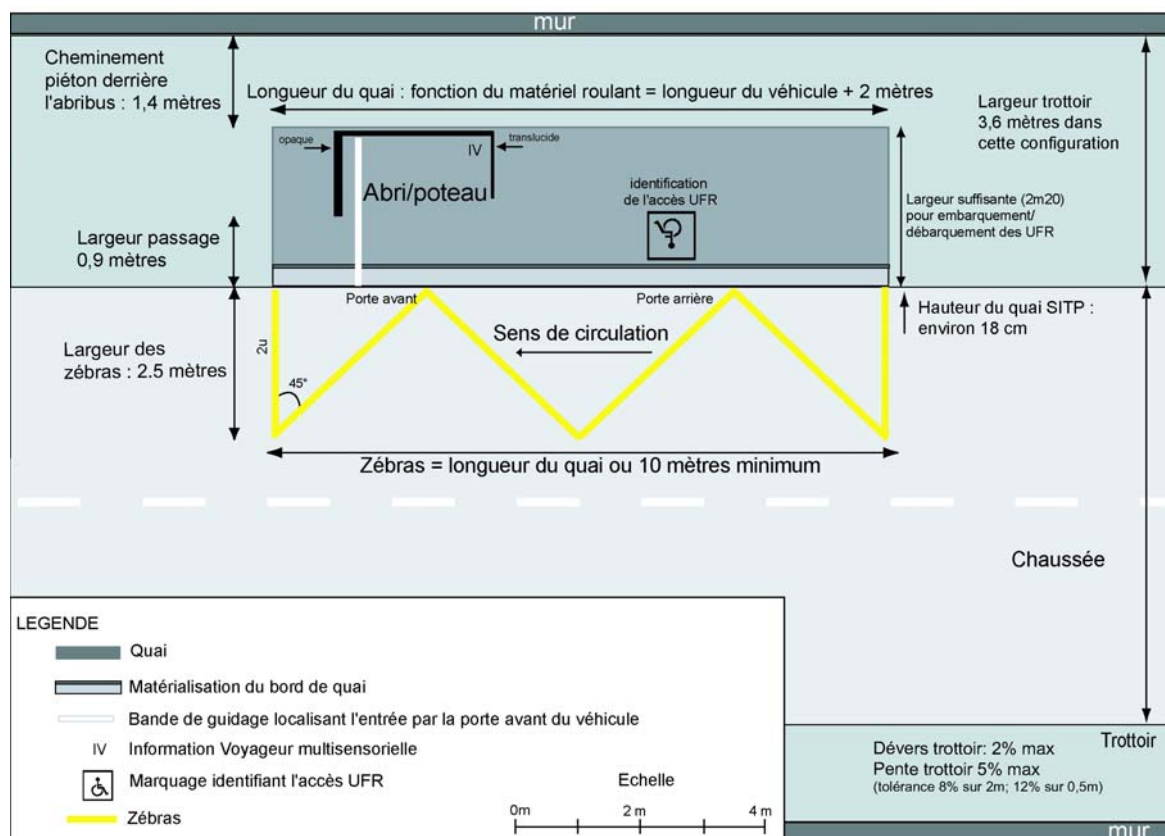 mur
Cheminement
piéton derrière
l'abribus : 1,4 mètres
Longueur du quai : fonction du matériel roulant = longueur du véhicule + 2 mètres
Largeur trottoir
3,6 mètres dans
cette configuration
opaque
IV
translucide
Abri/poteau
identification
de l'accès UFR
Largeur suffisante (2m20)
pour embarquement/
débarquement des UFR
Largeur passage
0,9 mètres
Porte avant
Porte arrière
Hauteur du quai SITP :
environ 18 cm
Sens de circulation
Largeur des
zébras : 2.5 mètres
2u
45°
Zébras = longueur du quai ou 10 mètres minimum
Chaussée
LEGENDE
Quai
Matérialisation du bord de quai
Bande de guidage localisant l'entrée par la porte avant du véhicule
IV Information Voyageur multisensorielle
Marquage identifiant l'accès UFR
Zébras
Echelle
0m 2 m 4 m
Trottoir
Dévers trottoir: 2% max
Pente trottoir 5% max
(tolérance 8% sur 2m; 12% sur 0,5m)
mur